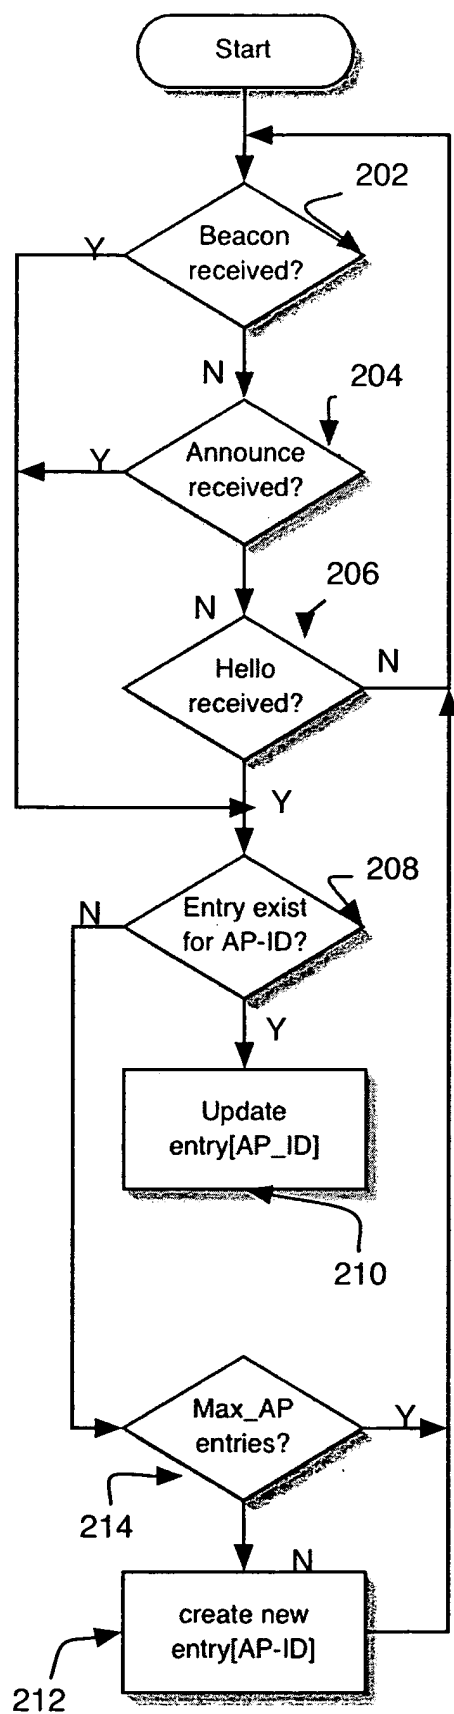 Start
202
Y
Beacon
received?
N
204
Y
Announce
received?
206
N
Hello
received?
N
Y
208
N
Entry exist
for AP-ID?
Y
Update
entry[AP_ID]
210
Max_AP
entries?
Y
214
N
create new
entry[AP-ID]
212